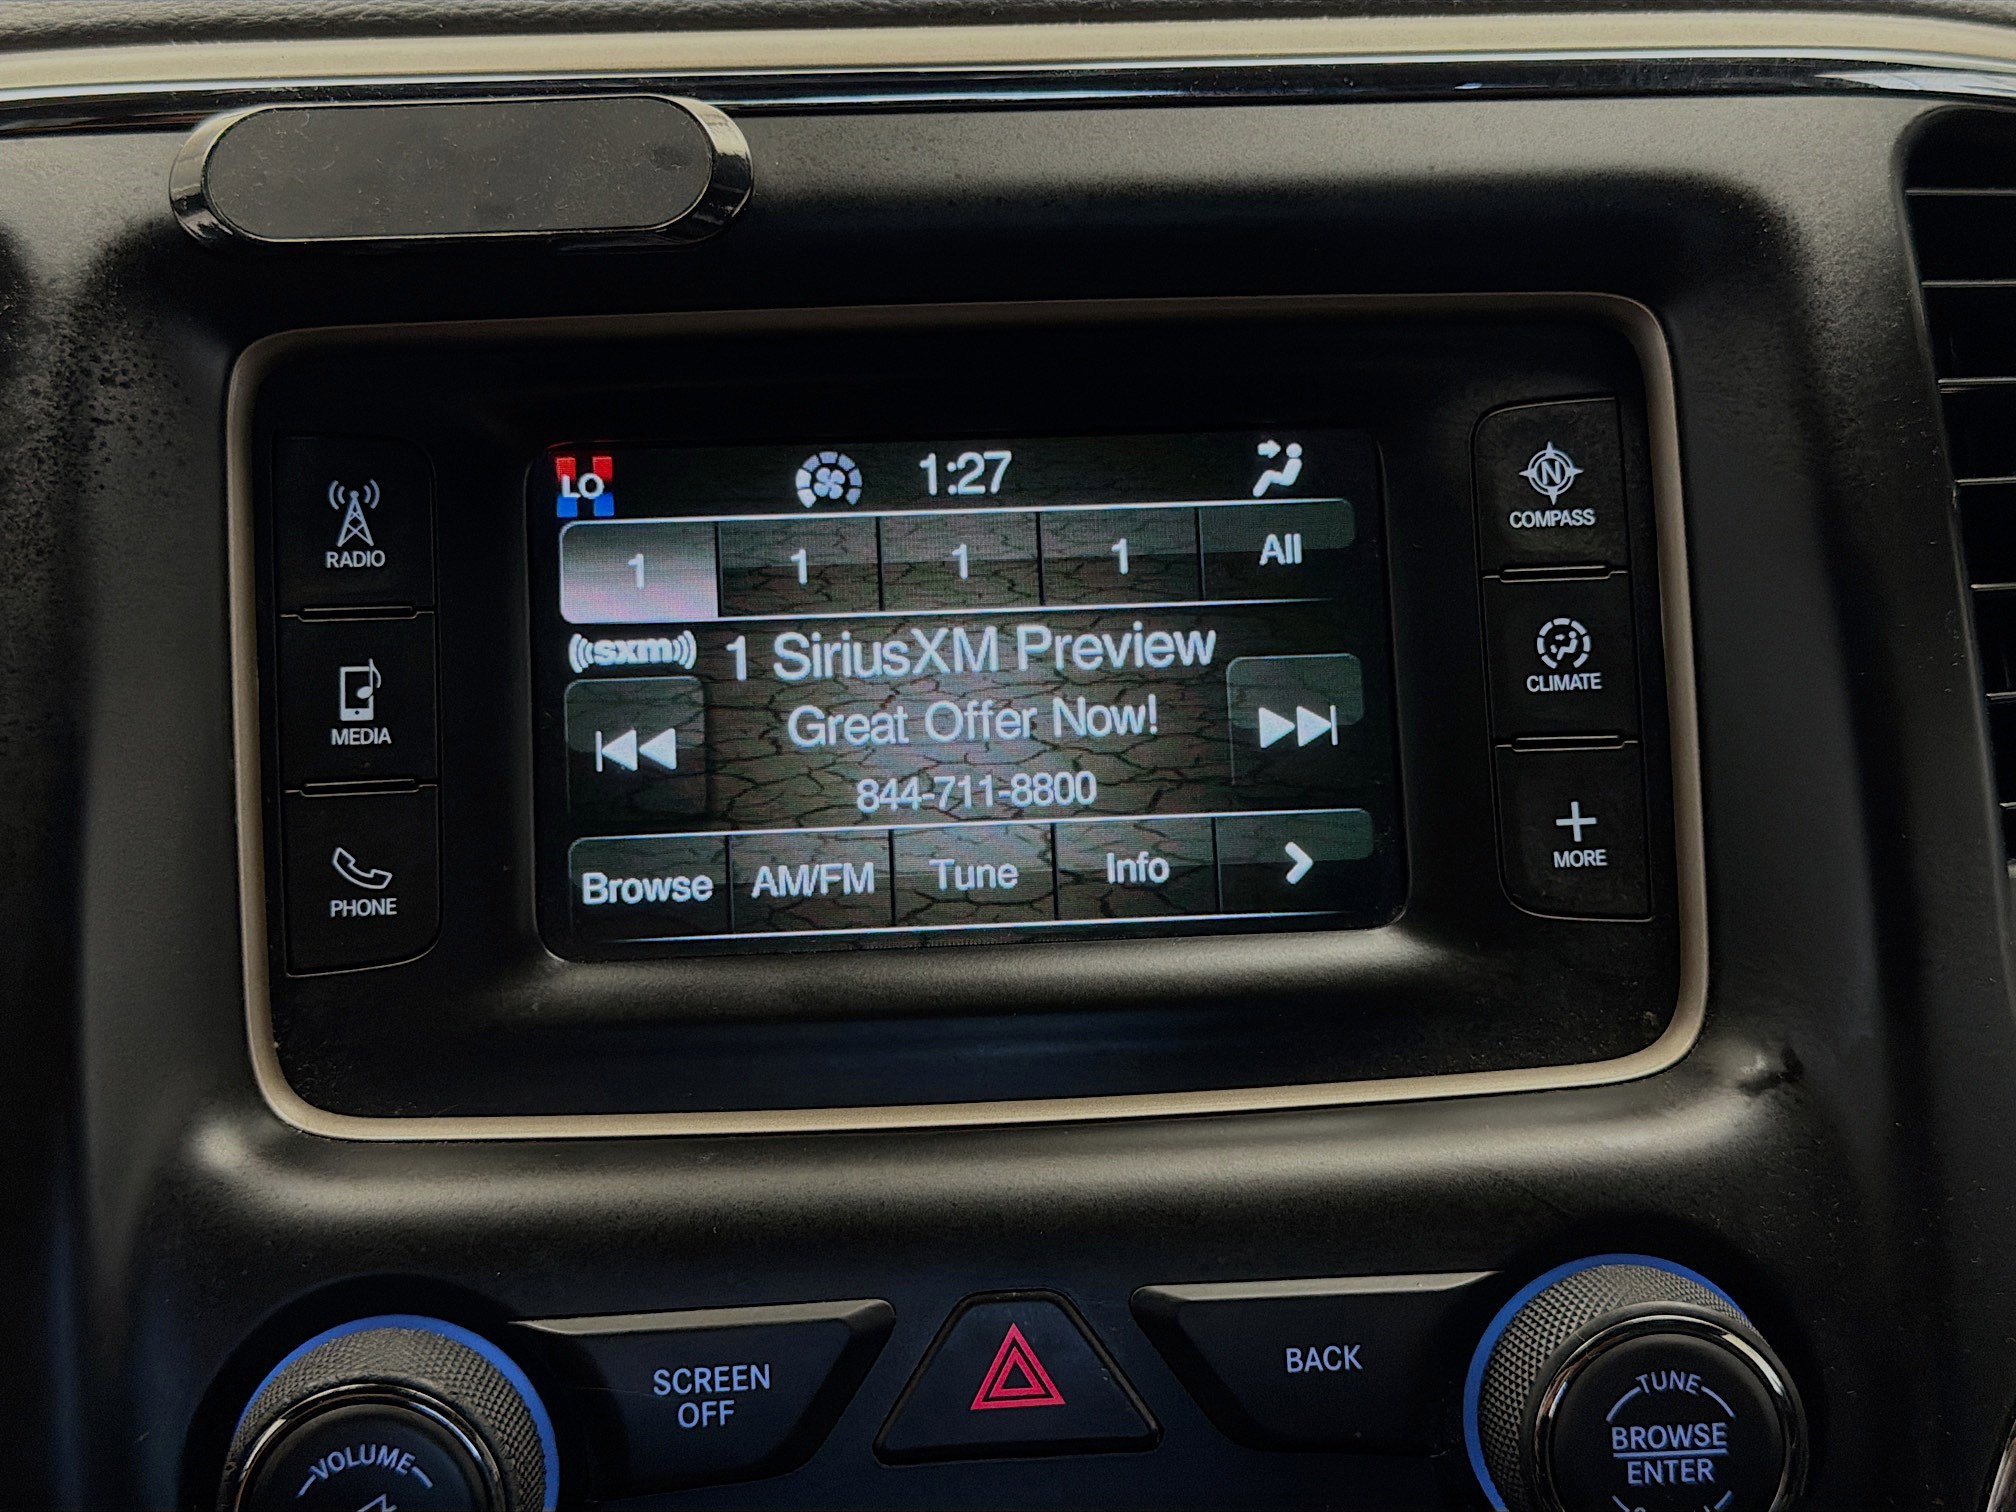 LO 1:27
1 1 1 1 All
((sxm)) 1 SiriusXM Preview
Great Offer Now!
844-711-8800
Browse AM/FM Tune Info
RADIO
MEDIA
PHONE
N
COMPASS
CLIMATE
MORE
SCREEN
OFF
BACK
VOLUME
TUNE
BROWSE
ENTER